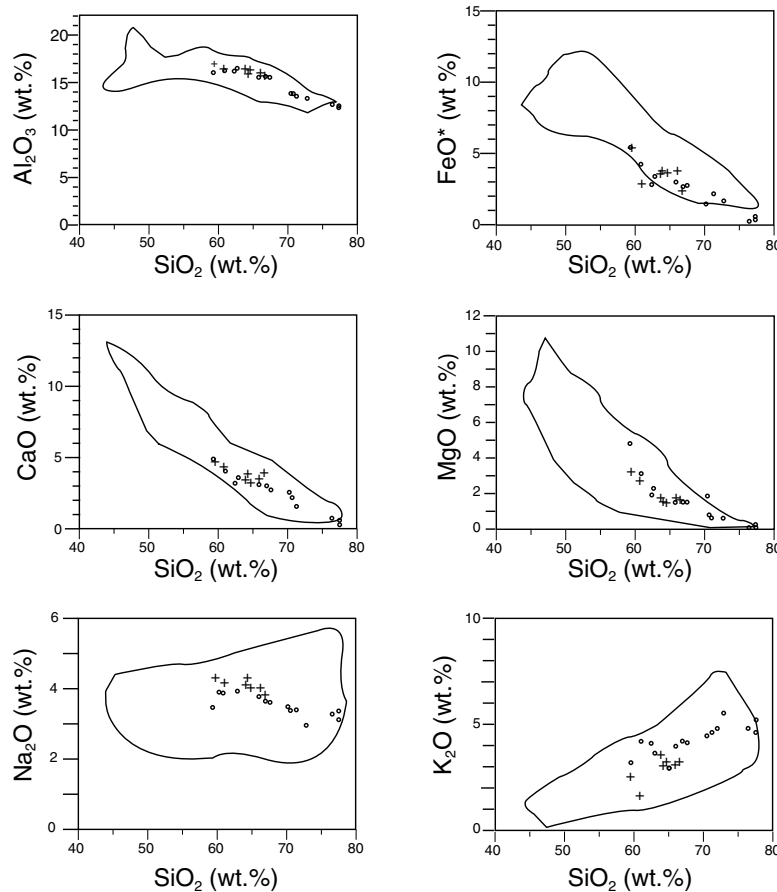 Al₂O₃ (wt.%)
20
15
10
5
0
40 50 60 70 80
SiO₂ (wt.%)
FeO* (wt %)
15
10
5
0
40 50 60 70 80
SiO₂ (wt.%)
CaO (wt.%)
15
10
5
0
40 50 60 70 80
SiO₂ (wt.%)
MgO (wt.%)
12
10
8
6
4
2
0
40 50 60 70 80
SiO₂ (wt.%)
Na₂O (wt.%)
6
4
2
0
40 50 60 70 80
SiO₂ (wt.%)
K₂O (wt.%)
10
5
0
40 50 60 70 80
SiO₂ (wt.%)